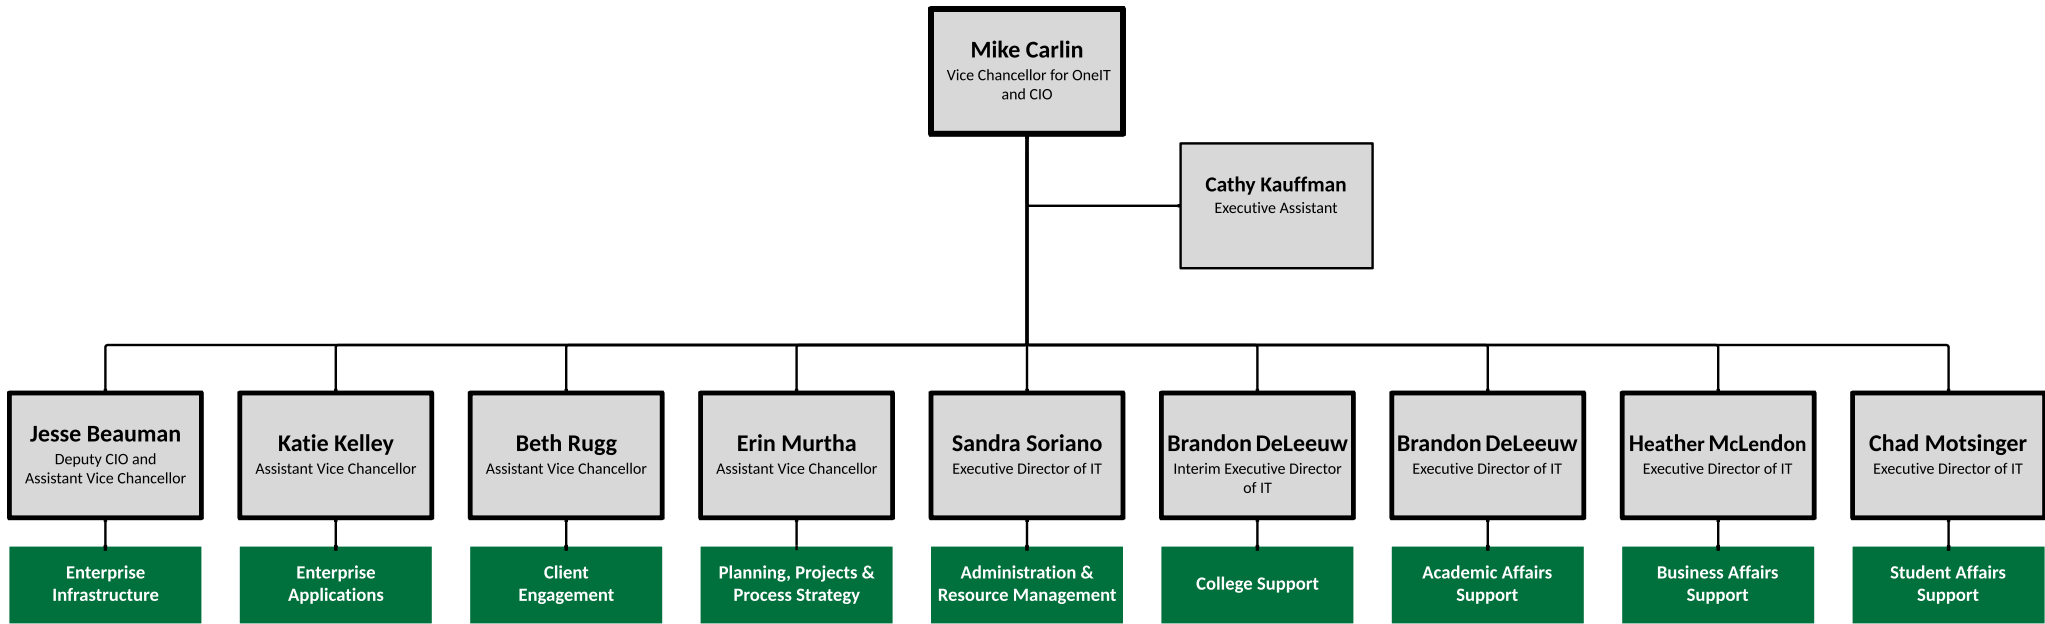 Mike Carlin
Vice Chancellor for OneIT
and CIO
Cathy Kauffman
Executive Assistant
Jesse Beauman
Deputy CIO and
Assistant Vice Chancellor
Katie Kelley
Assistant Vice Chancellor
Beth Rugg
Assistant Vice Chancellor
Erin Murtha
Assistant Vice Chancellor
Sandra Soriano
Executive Director of IT
Brandon DeLeeuw
Interim Executive Director
of IT
Brandon DeLeeuw
Executive Director of IT
Heather McLendon
Executive Director of IT
Chad Motsinger
Executive Director of IT
Enterprise
Infrastructure
Enterprise
Applications
Client
Engagement
Planning, Projects &
Process Strategy
Administration &
Resource Management
College Support
Academic Affairs
Support
Business Affairs
Support
Student Affairs
Support